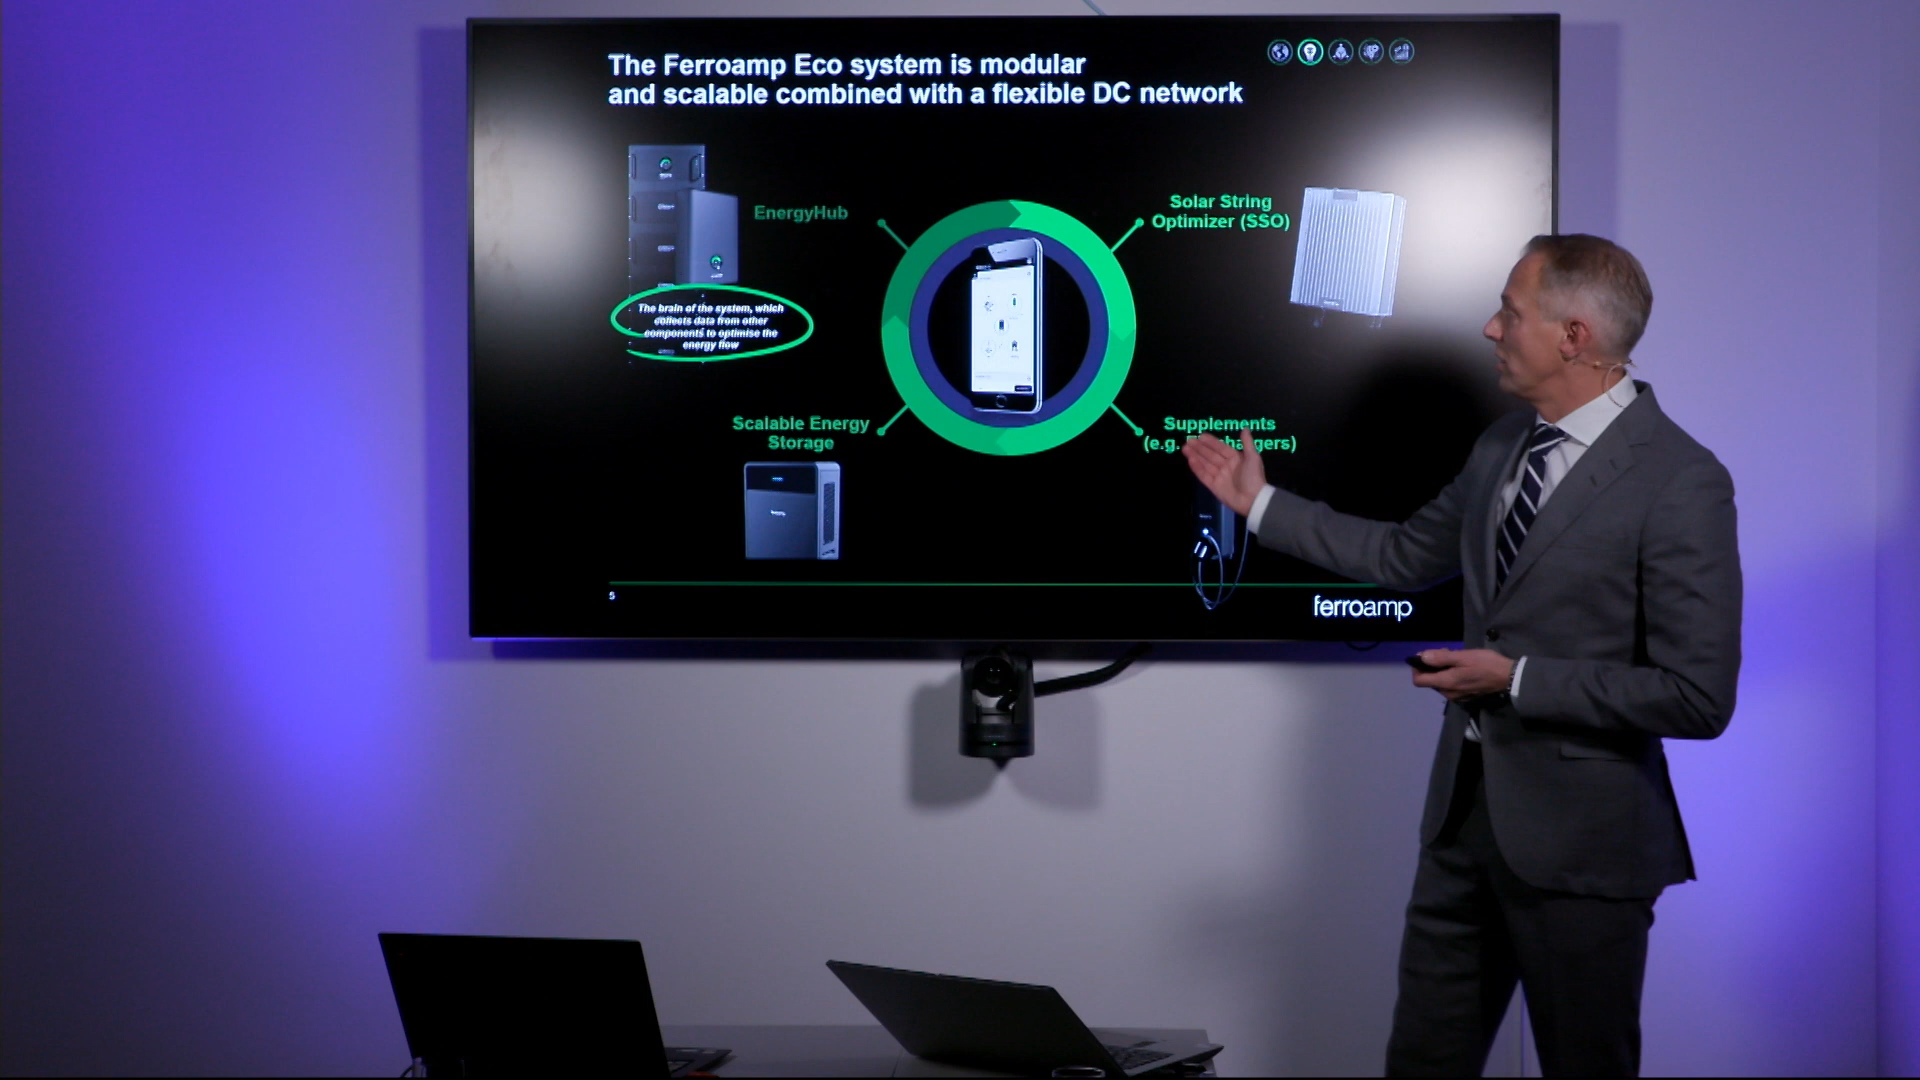 The Ferroamp Eco system is modular
and scalable combined with a flexible DC network
EnergyHub
Solar String
Optimizer (SSO)
The brain of the system, which
collects data from other
components to optimise the
energy flow
Scalable Energy
Storage
Supplements
(e.g. chargers)
5
ferroamp